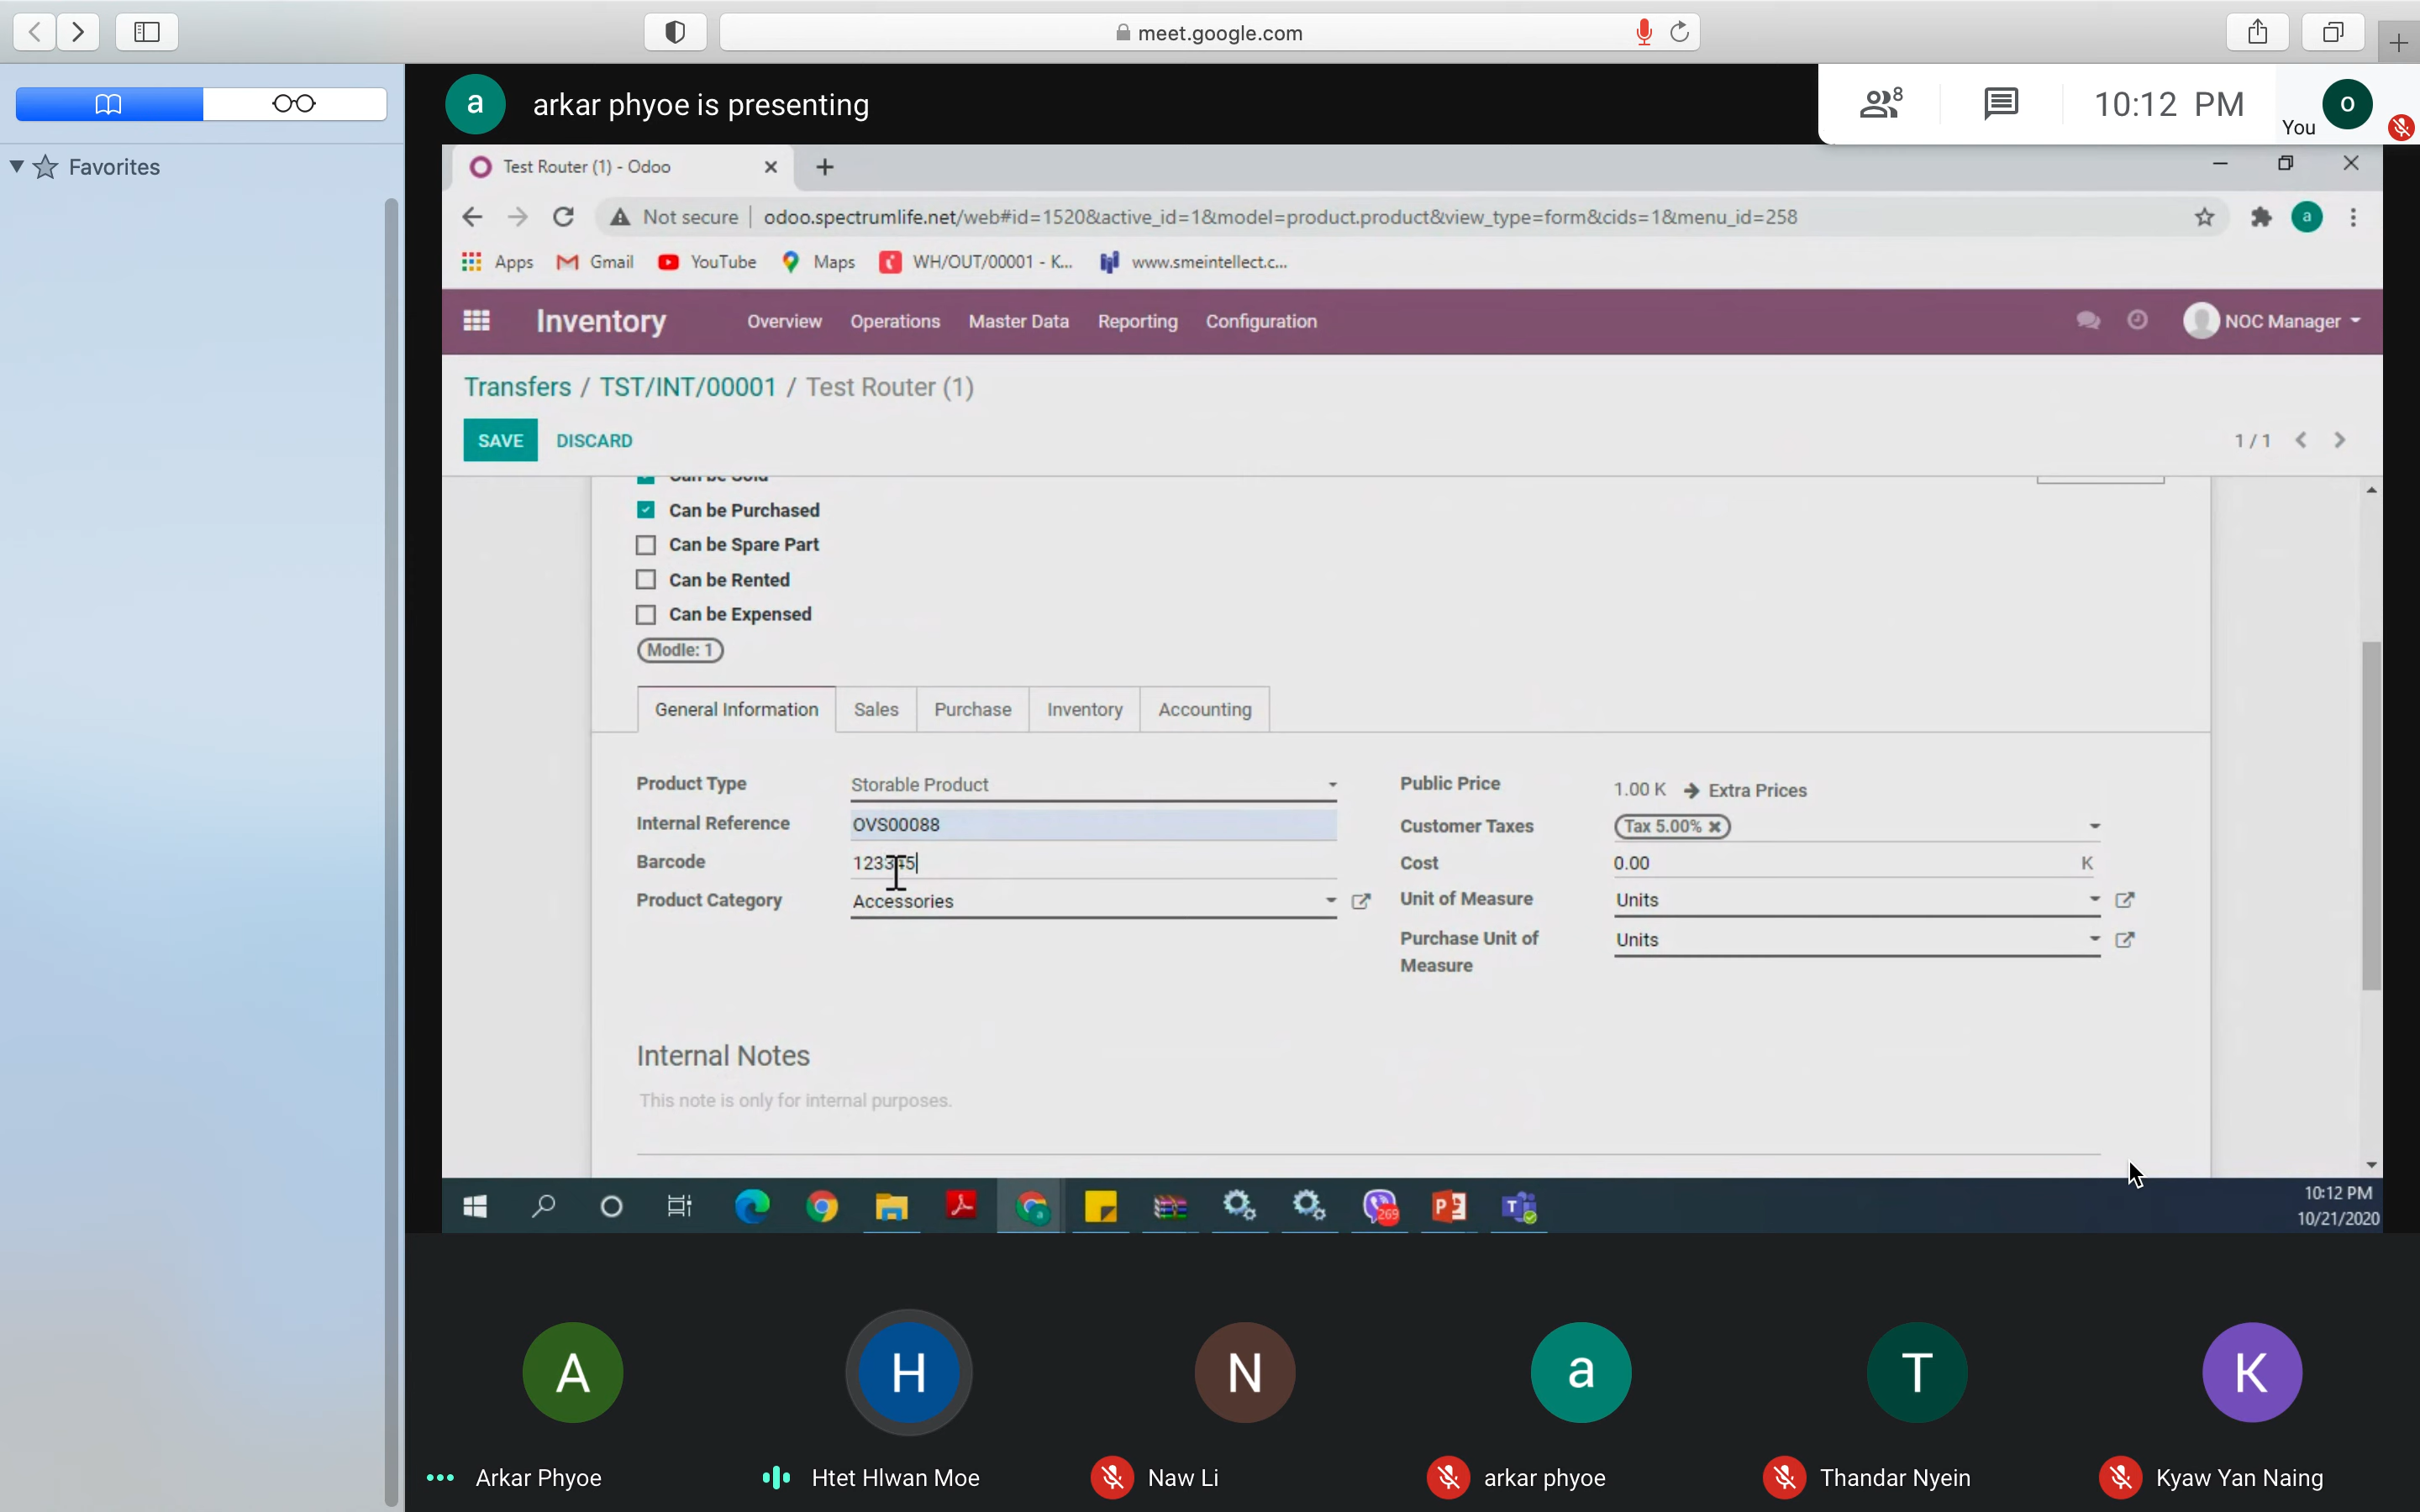 meet.google.com
Favorites
a
arkar phyoe is presenting
8
10:12 PM
You
o
Test Router (1) - Odoo
Not secure
odoo.spectrumlife.net/web#id=1520&active_id=1&model=product.product&view_type=form&cids=1&menu_id=258
a
Apps
Gmail
YouTube
Maps
WH/OUT/00001 - K...
www.smeintellect.c...
Inventory
Overview
Operations
Master Data
Reporting
Configuration
NOC Manager
Transfers / TST/INT/00001 / Test Router (1)
SAVE
DISCARD
1 / 1
Can be Sold
Can be Purchased
Can be Spare Part
Can be Rented
Can be Expensed
Modle: 1
General Information
Sales
Purchase
Inventory
Accounting
Product Type
Storable Product
Internal Reference
OVS00088
Barcode
Product Category
Accessories
Public Price
1.00 K
Extra Prices
Customer Taxes
Tax 5.00%
Cost
0.00
K
Unit of Measure
Units
Purchase Unit of
Measure
Units
Internal Notes
This note is only for internal purposes.
269
10:12 PM
10/21/2020
A
H
N
a
T
K
Arkar Phyoe
Htet Hlwan Moe
Naw Li
arkar phyoe
Thandar Nyein
Kyaw Yan Naing